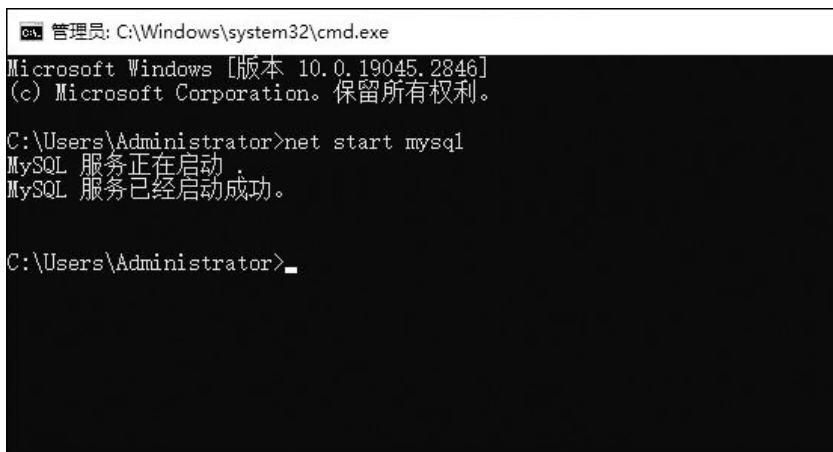 管理员: C:\Windows\system32\cmd.exe
Microsoft Windows [版本 10.0.19045.2846]
(c) Microsoft Corporation。保留所有权利。
C:\Users\Administrator>net start mysql
MySQL 服务正在启动 .
MySQL 服务已经启动成功。
C:\Users\Administrator>